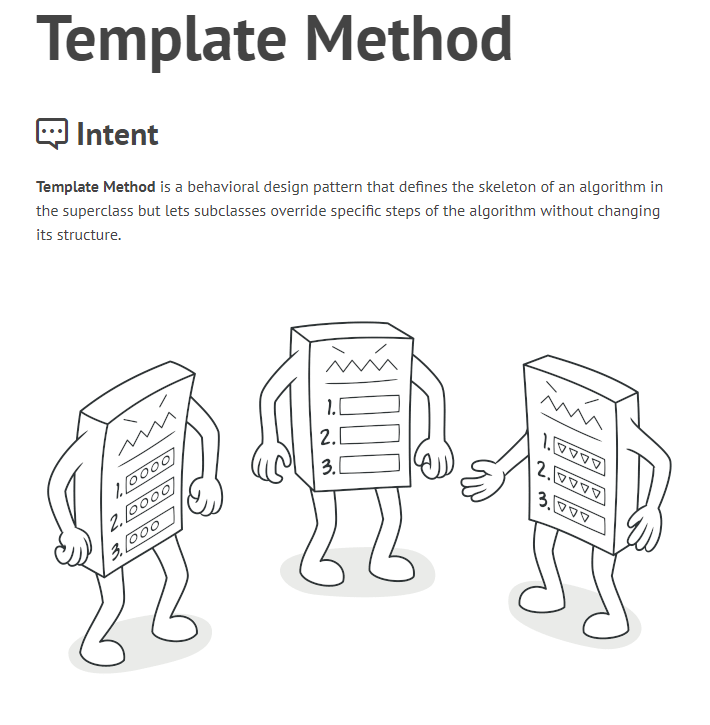 Template Method
Intent
Template Method is a behavioral design pattern that defines the skeleton of an algorithm in
the superclass but lets subclasses override specific steps of the algorithm without changing
its structure.
1.
2.
3.
1.
2.
3.
1.
2.
3.